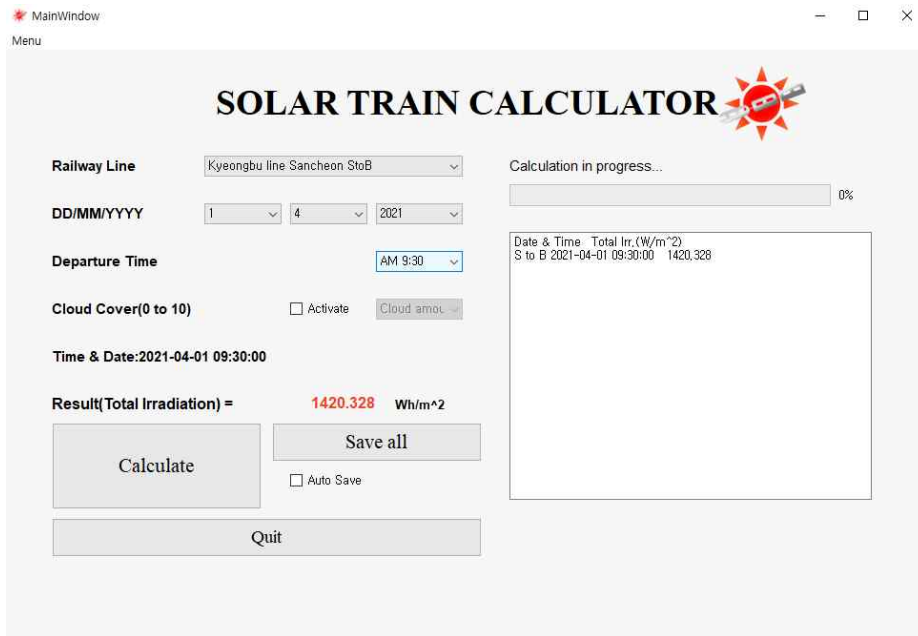 MainWindow
Menu
SOLAR TRAIN CALCULATOR
Railway Line
Kyeongbu line Sancheon StoB
DD/MM/YYYY
1
4
2021
Departure Time
AM 9:30
Cloud Cover(0 to 10)
Activate
Cloud amou
Time & Date:2021-04-01 09:30:00
Result(Total Irradiation) =
1420.328
Wh/m^2
Calculate
Save all
Auto Save
Quit
Calculation in progress...
0%
Date & Time Total Irr.(W/m^2)
S to B 2021-04-01 09:30:00 1420.328